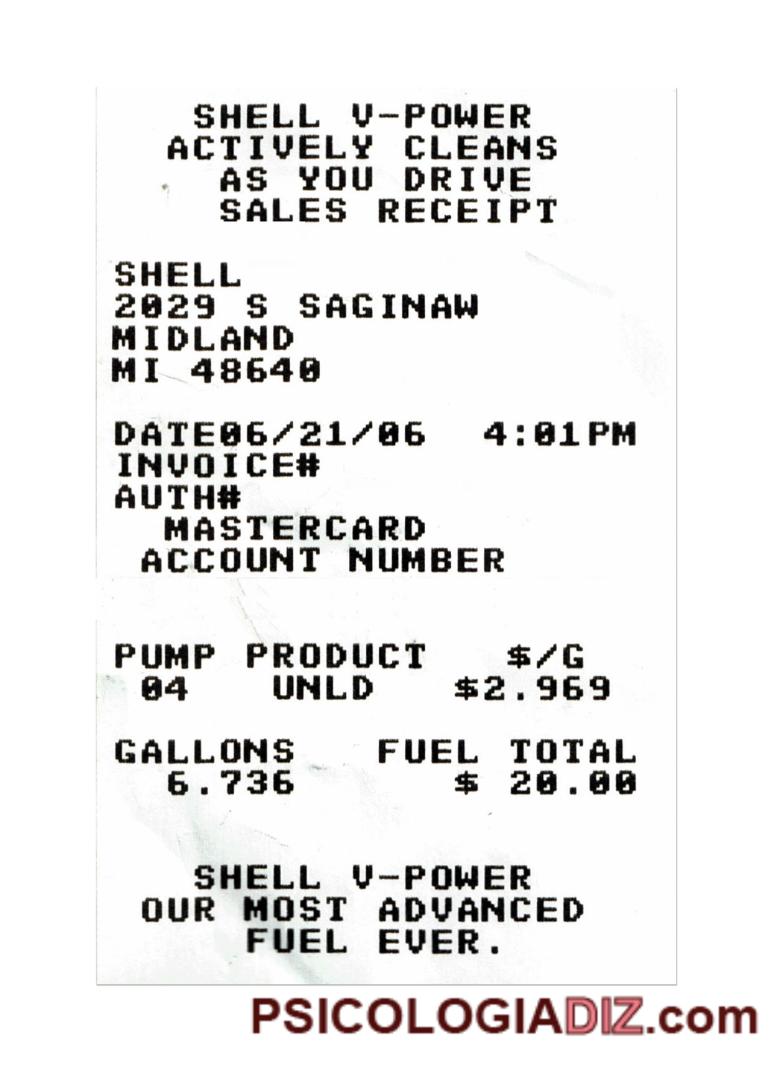 SHELL V-POWER
ACTIVELY CLEANS
AS YOU DRIVE
SALES RECEIPT
SHELL
2029 S SAGINAW
MIDLAND
MI 48640
DATE06/21/06 4:01PM
INVOICE#
AUTH#
MASTERCARD
ACCOUNT NUMBER
PUMP PRODUCT $/G
04 UNLD $2.969
GALLONS FUEL TOTAL
6.736 $ 20.00
SHELL V-POWER
OUR MOST ADVANCED
FUEL EVER.
PSICOLOGIADIZ.com